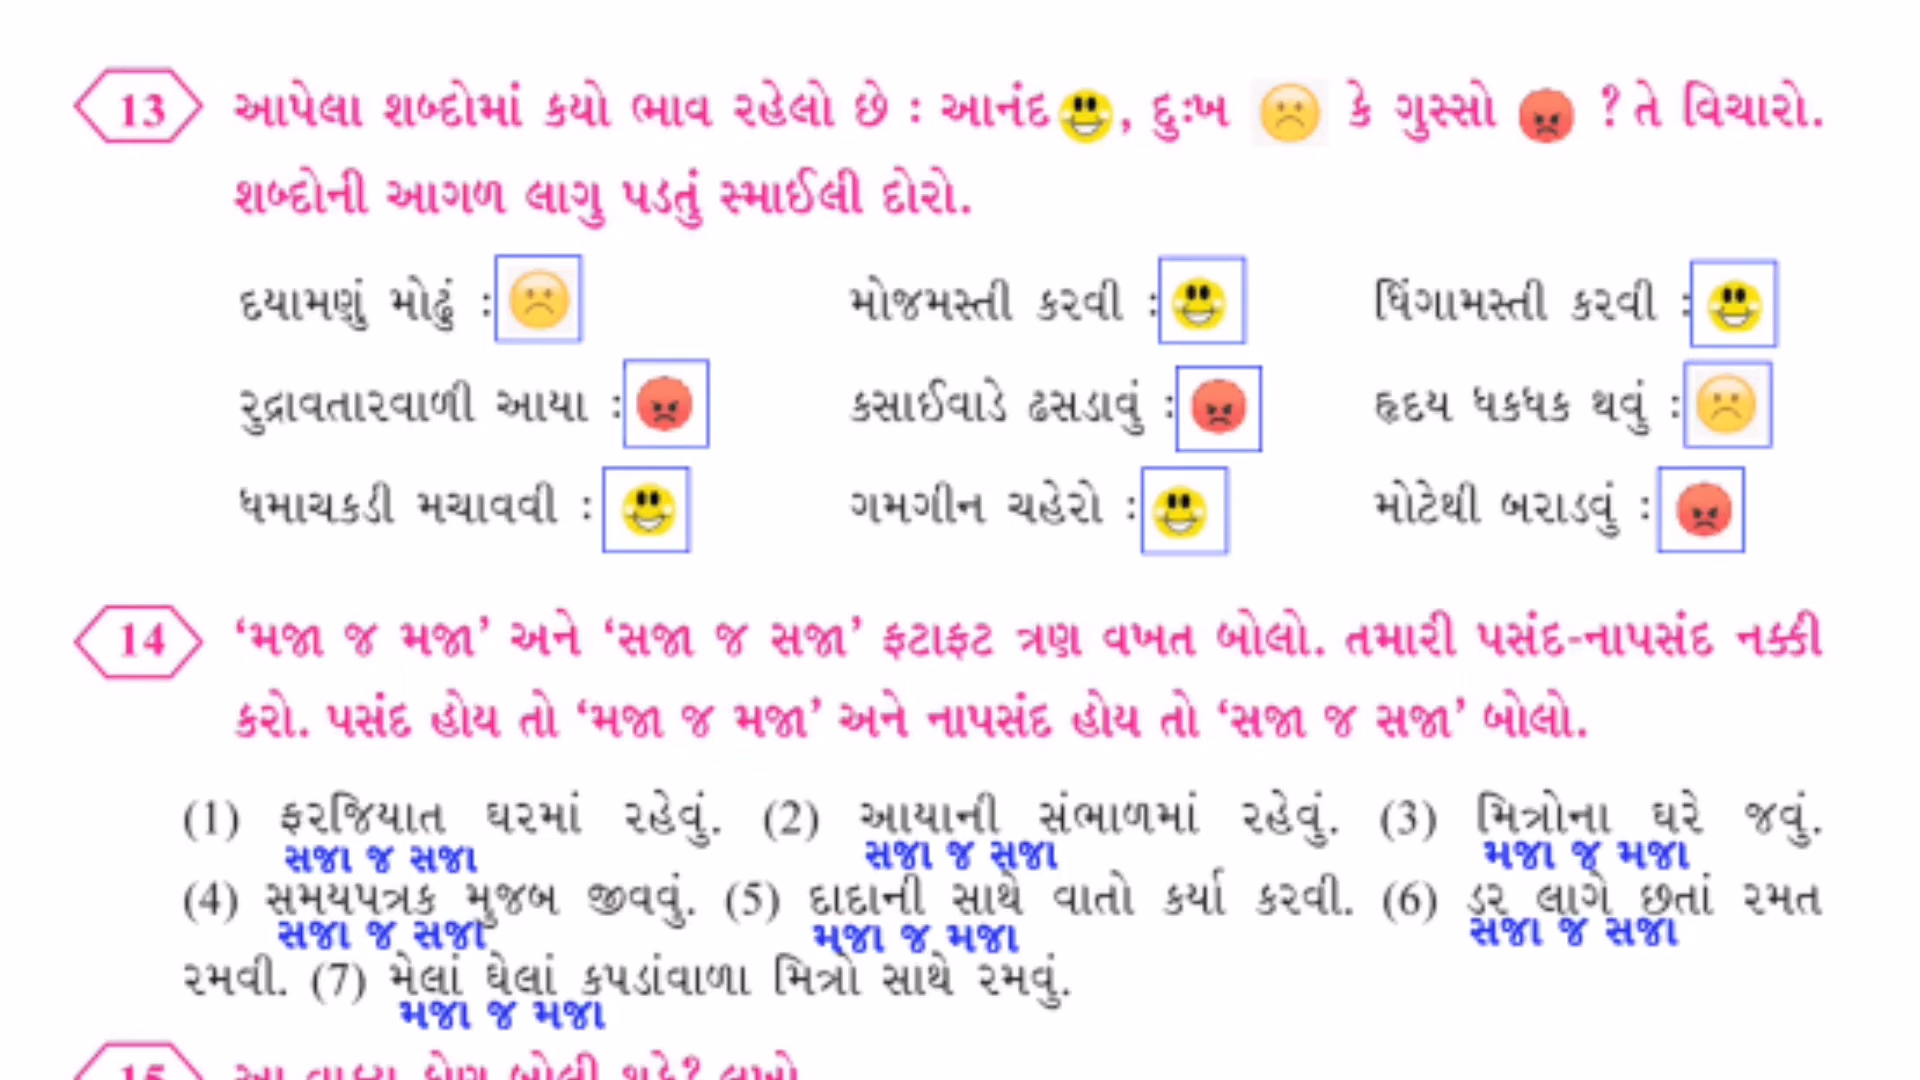 13 આપેલા શબ્દોમાં કયો ભાવ રહેલો છે : આનંદ , દુઃખ કે ગુસ્સો ? તે વિચારો.
શબ્દોની આગળ લાગુ પડતું સ્માઈલી દોરો.
દયામણું મોઢું : મોજમસ્તી કરવી : ધિંગામસ્તી કરવી :
રુદ્રાવતારવાળી આયા : કસાઈવાડે ઢસડાવું : હૃદય ધકધક થવું :
ધમાચકડી મચાવવી : ગમગીન ચહેરો : મોટેથી બરાડવું :
14 ‘મજા જ મજા’ અને ‘સજા જ સજા’ ફટાફટ ત્રણ વખત બોલો. તમારી પસંદ-નાપસંદ નક્કી
કરો. પસંદ હોય તો ‘મજા જ મજા’ અને નાપસંદ હોય તો ‘સજા જ સજા’ બોલો.
(1) ફરજિયાત ઘરમાં રહેવું. (2) આયાની સંભાળમાં રહેવું. (3) મિત્રોના ઘરે જવું.
સજા જ સજા સજા જ સજા મજા જ મજા
(4) સમયપત્રક મુજબ જીવવું. (5) દાદાની સાથે વાતો કર્યા કરવી. (6) ડર લાગે છતાં રમત
સજા જ સજા મજા જ મજા સજા જ સજા
રમવી. (7) મેલાં ઘેલાં કપડાંવાળા મિત્રો સાથે રમવું.
મજા જ મજા
15 આ વાક્ય કોણ બોલી શકે? લખો.